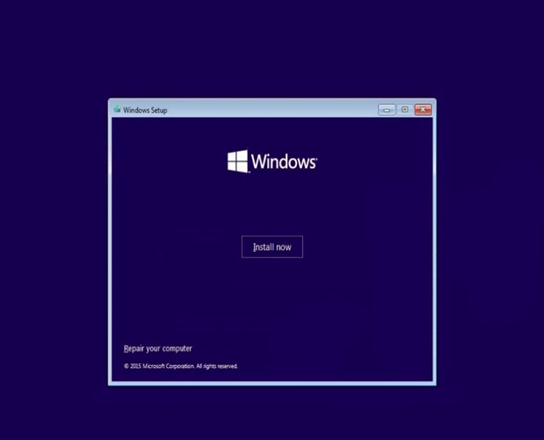 Windows Setup
Windows
Install now
Repair your computer
© 2015 Microsoft Corporation. All rights reserved.